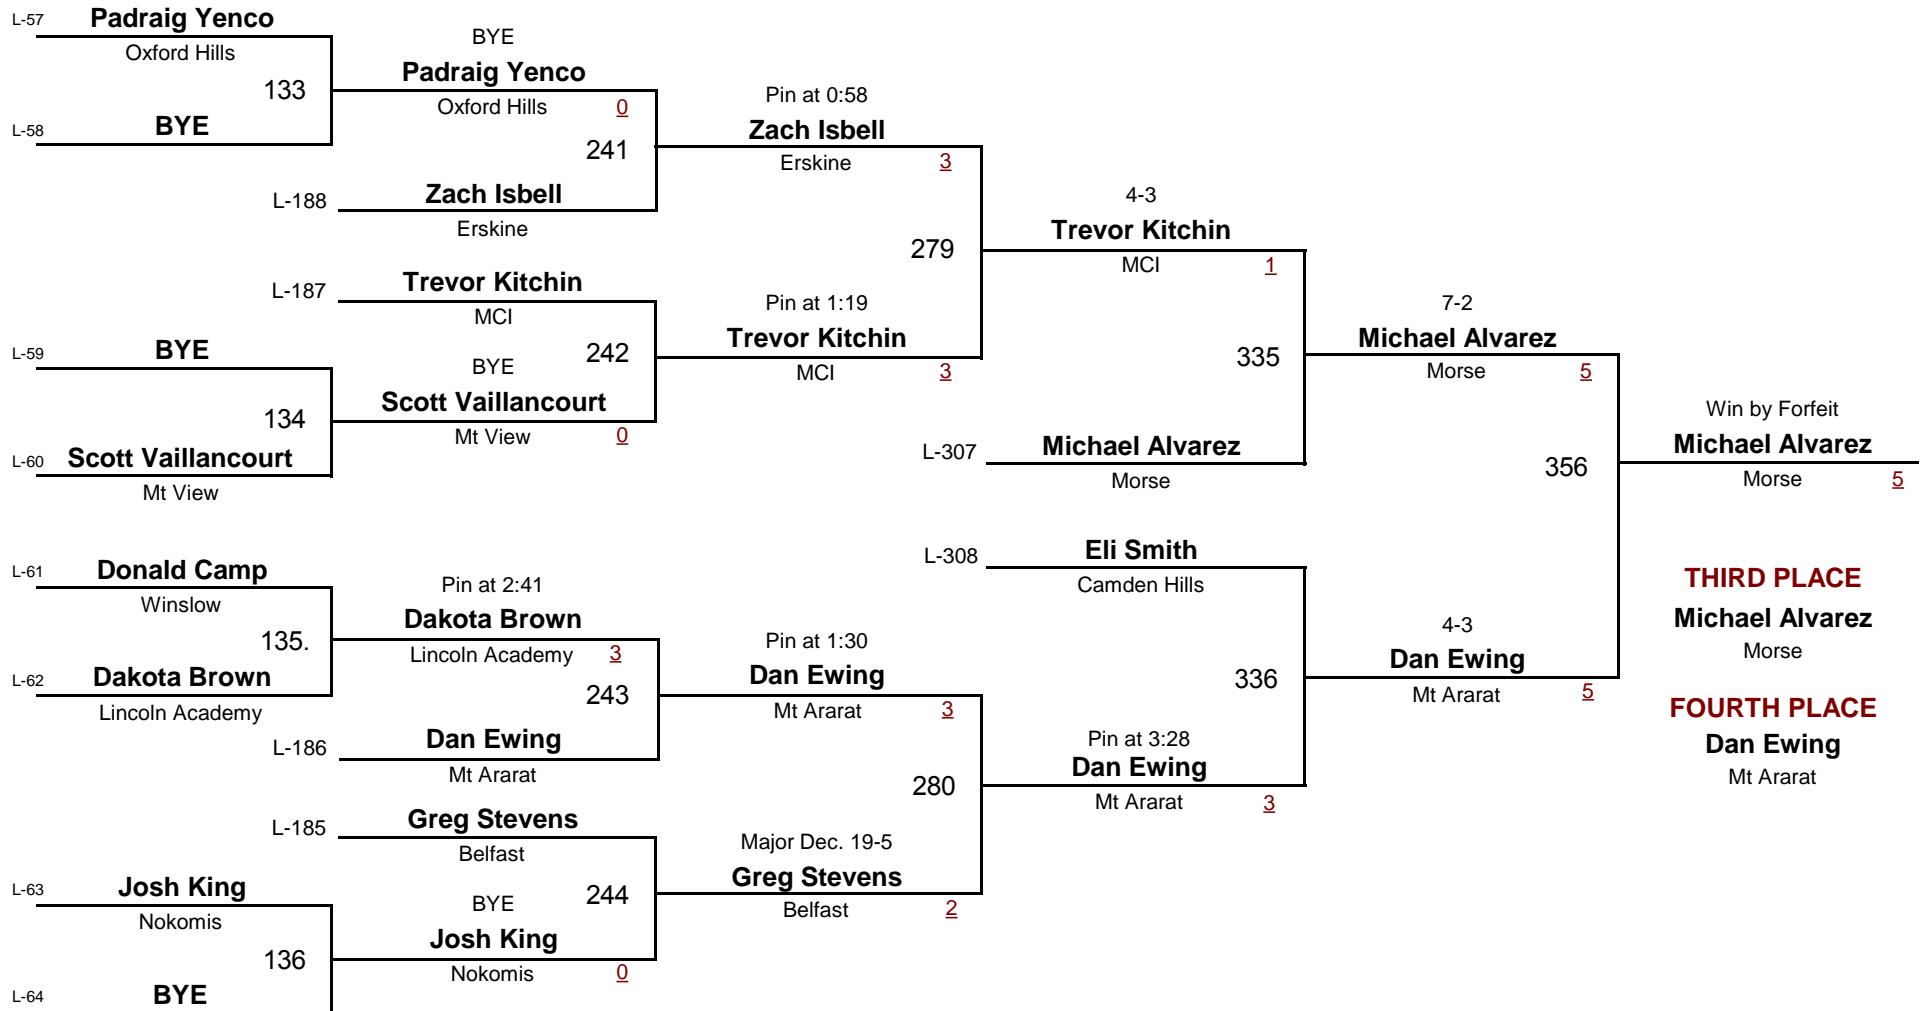 L-57 Padraig Yenco
Oxford Hills
133
L-58 BYE
BYE
Padraig Yenco
Oxford Hills 0
241
L-188 Zach Isbell
Erskine
Pin at 0:58
Zach Isbell
Erskine 3
L-187 Trevor Kitchin
MCI
242
L-59 BYE
134
L-60 Scott Vaillancourt
Mt View
BYE
Scott Vaillancourt
Mt View 0
Pin at 1:19
Trevor Kitchin
MCI 3
279
4-3
Trevor Kitchin
MCI 1
335
L-307 Michael Alvarez
Morse
7-2
Michael Alvarez
Morse 5
356
Win by Forfeit
Michael Alvarez
Morse 5
L-61 Donald Camp
Winslow
135.
L-62 Dakota Brown
Lincoln Academy
Pin at 2:41
Dakota Brown
Lincoln Academy 3
243
L-186 Dan Ewing
Mt Ararat
Pin at 1:30
Dan Ewing
Mt Ararat 3
L-185 Greg Stevens
Belfast
244
L-63 Josh King
Nokomis
136
L-64 BYE
BYE
Josh King
Nokomis 0
Major Dec. 19-5
Greg Stevens
Belfast 2
280
L-308 Eli Smith
Camden Hills
336
Pin at 3:28
Dan Ewing
Mt Ararat 3
4-3
Dan Ewing
Mt Ararat 5
THIRD PLACE
Michael Alvarez
Morse
FOURTH PLACE
Dan Ewing
Mt Ararat